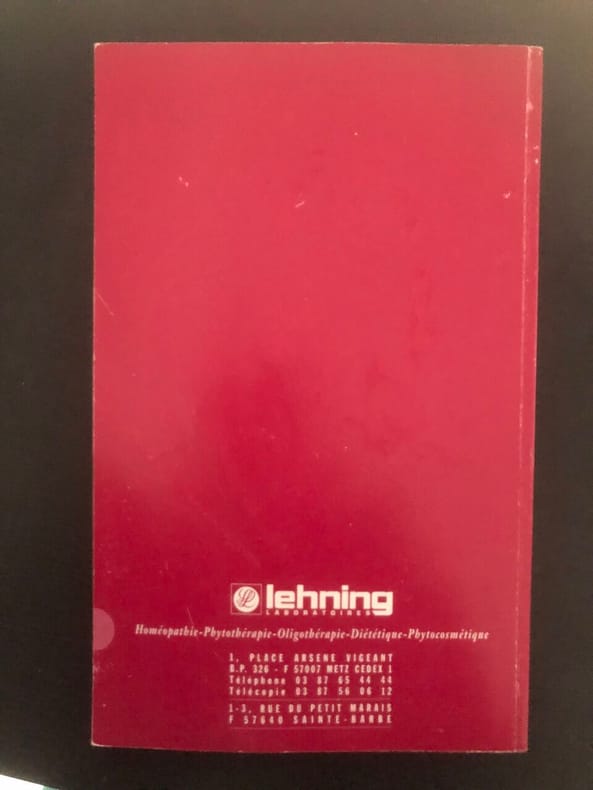 lehning
LABORATOIRES
Homéopathie-Phytothérapie-Oligothérapie-Diététique-Phytocosmétique
1, PLACE ARSENE VIGEANT
B.P. 326 - F 57007 METZ CEDEX 1
Téléphone 03 87 65 44 44
Télécopie 03 87 56 06 12
1-3, RUE DU PETIT MARAIS
F 57640 SAINTE-BARBE